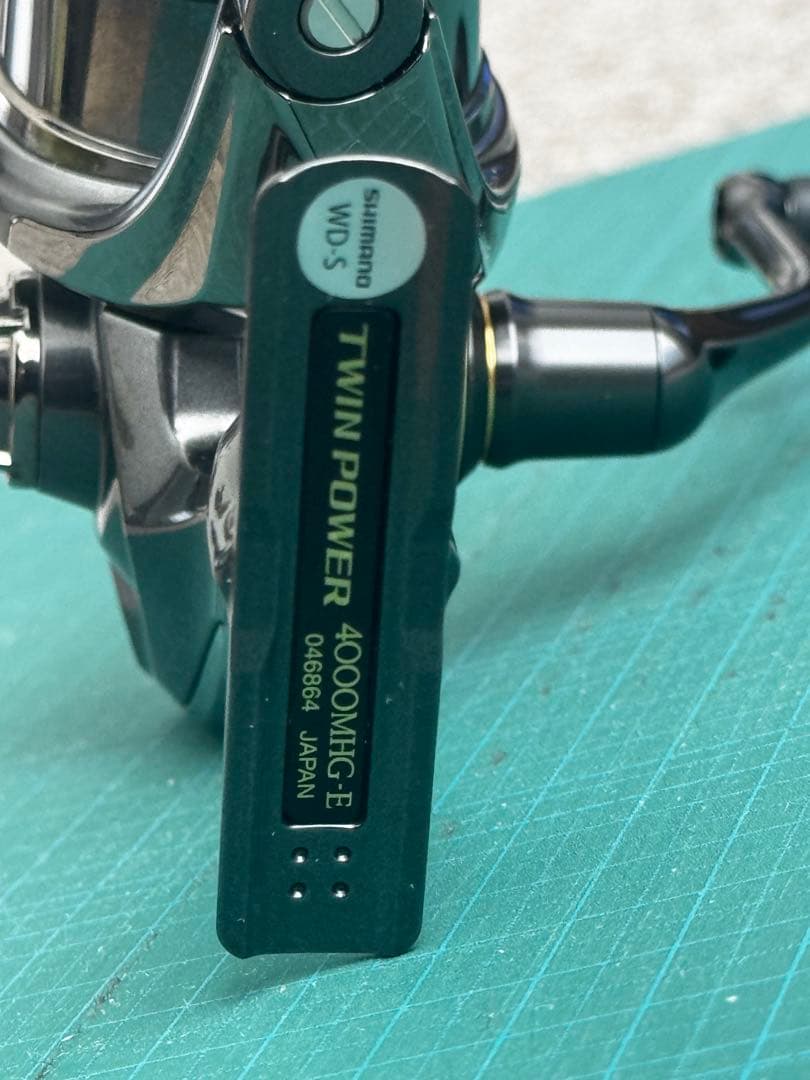 SHIMANO
WD-S
TWIN POWER 4000MHG-E
046864 JAPAN